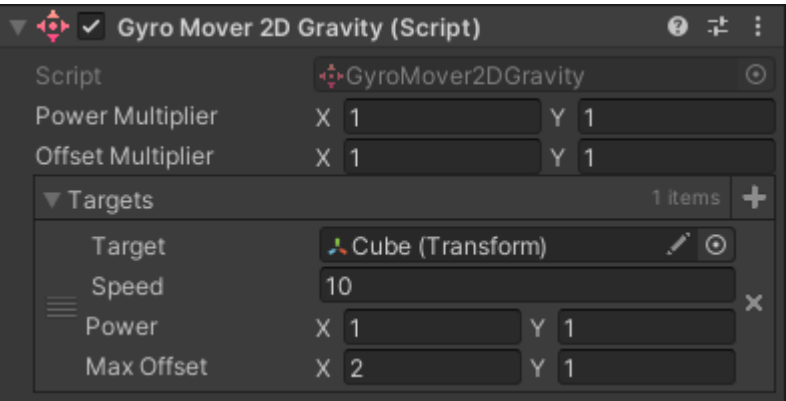 Gyro Mover 2D Gravity (Script)
Script GyroMover2DGravity
Power Multiplier X 1 Y 1
Offset Multiplier X 1 Y 1
Targets 1 items
Target Cube (Transform)
Speed 10
Power X 1 Y 1
Max Offset X 2 Y 1